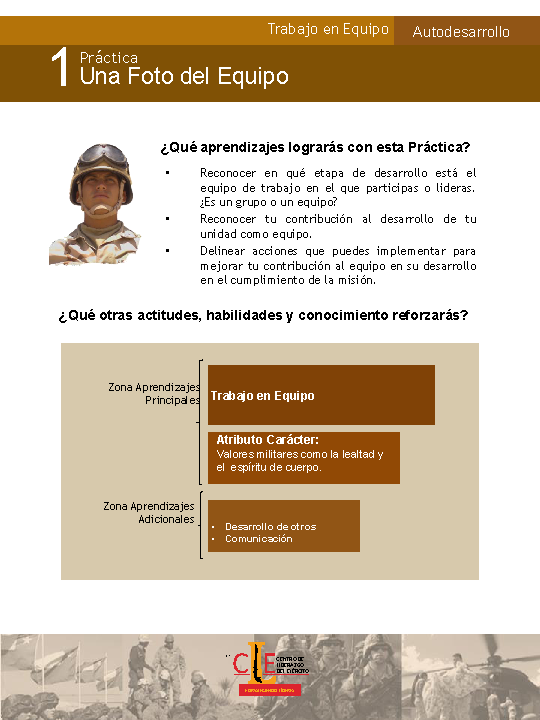 Trabajo en Equipo
Autodesarrollo
1
Práctica
Una Foto del Equipo
¿Qué aprendizajes lograrás con esta Práctica?
• Reconocer en qué etapa de desarrollo está el
equipo de trabajo en el que participas o lideras.
¿Es un grupo o un equipo?
• Reconocer tu contribución al desarrollo de tu
unidad como equipo.
• Delinear acciones que puedes implementar para
mejorar tu contribución al equipo en su desarrollo
en el cumplimiento de la misión.
¿Qué otras actitudes, habilidades y conocimiento reforzarás?
Zona Aprendizajes
Principales
Trabajo en Equipo
Atributo Carácter:
Valores militares como la lealtad y
el espíritu de cuerpo.
Zona Aprendizajes
Adicionales
• Desarrollo de otros
• Comunicación
CLE
CENTRO DE
LIDERAZGO
DEL EJÉRCITO